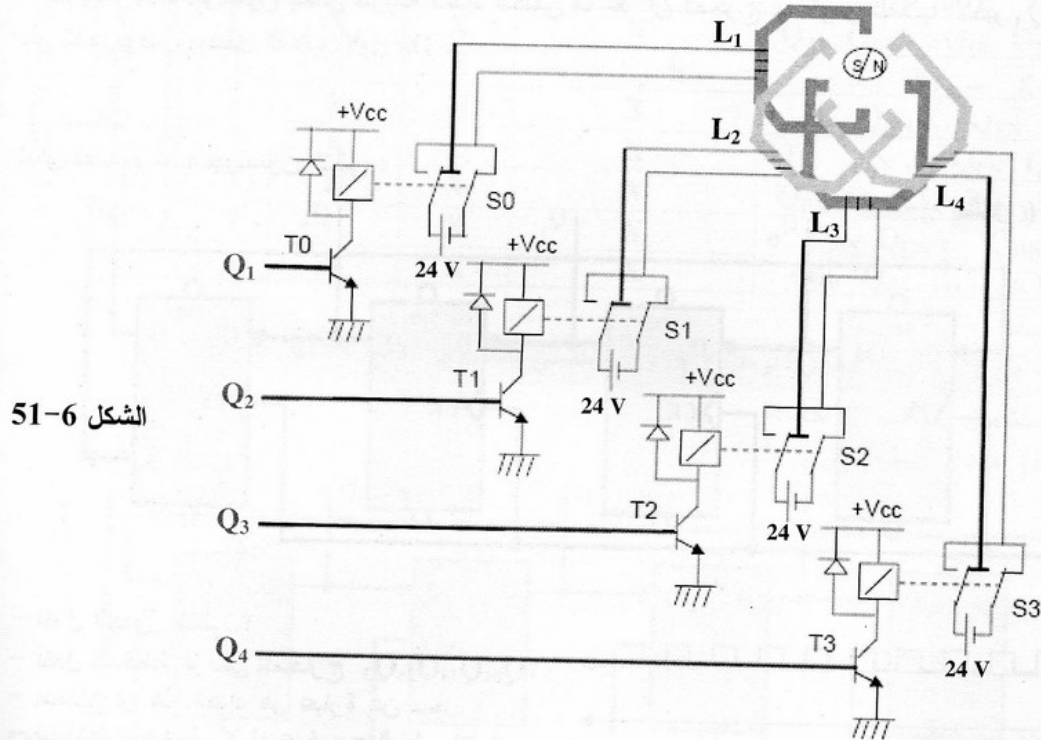 L1
S/N
+Vcc
L2
S0
L4
L3
T0
Q1
24 V
+Vcc
S1
T1
Q2
24 V
+Vcc
الشكل 6-51
S2
T2
Q3
24 V
+Vcc
S3
T3
Q4
24 V